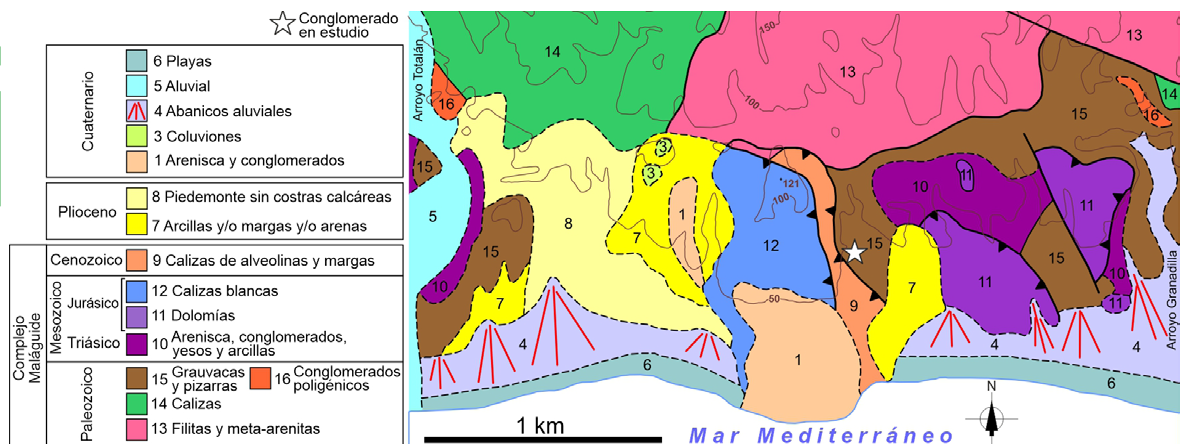 Conglomerado
en estudio
Cuaternario
6 Playas
5 Aluvial
4 Abanicos aluviales
3 Coluviones
1 Arenisca y conglomerados
Plioceno
8 Piedemonte sin costras calcáreas
7 Arcillas y/o margas y/o arenas
Complejo
Maláguide
Cenozoico
9 Calizas de alveolinas y margas
Mesozoico
Jurásico
12 Calizas blancas
11 Dolomías
Triásico
10 Arenisca, conglomerados,
yesos y arcillas
Paleozoico
15 Grauvacas
y pizarras
16 Conglomerados
poligénicos
14 Calizas
13 Filitas y meta-arenitas
Arroyo Totalán
14
150
13
13
100
16
14
16
15
15
3
3
121
100
10
11
11
5
8
1
7
12
15
15
10
15
11
7
10
7
50
9
11
4
1
4
4
6
6
Arroyo Granadilla
N
1 km
Mar Mediterráneo